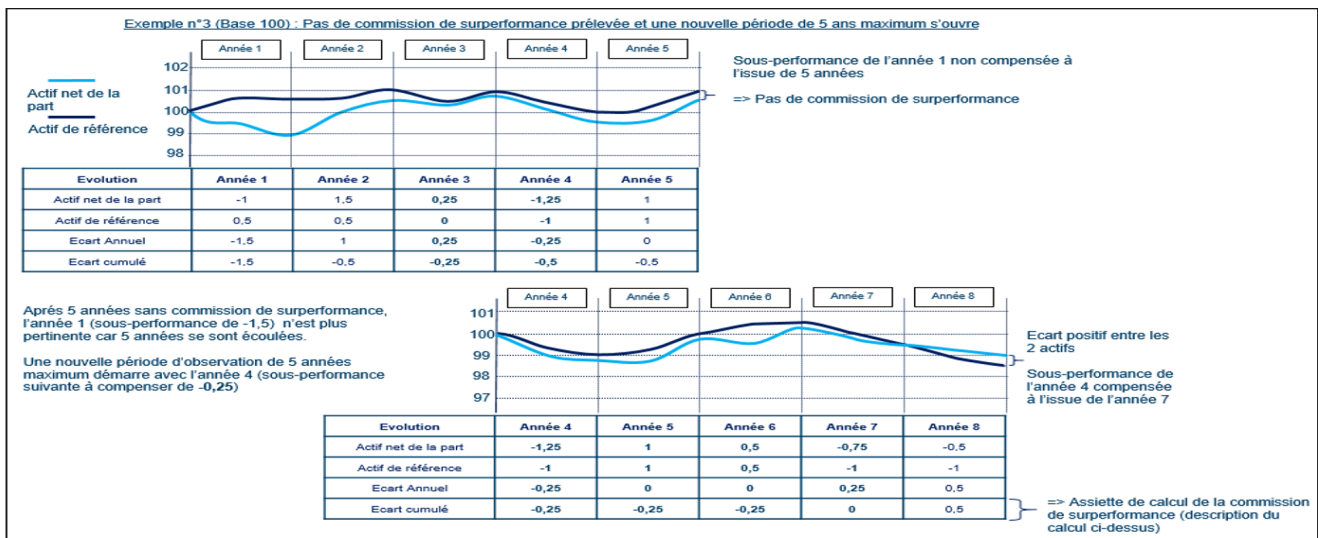 Exemple n°3 (Base 100) : Pas de commission de surperformance prélevée et une nouvelle période de 5 ans maximum s'ouvre
Année 1 Année 2 Année 3 Année 4 Année 5
Actif net de la
part
Actif de référence
102
101
100
99
98
Sous-performance de l'année 1 non compensée à
l'issue de 5 années
=> Pas de commission de surperformance
Evolution Année 1 Année 2 Année 3 Année 4 Année 5
Actif net de la part -1 1,5 0,25 -1,25 1
Actif de référence 0,5 0,5 0 -1 1
Ecart Annuel -1,5 1 0,25 -0,25 0
Ecart cumulé -1,5 -0,5 -0,25 -0,5 -0,5
Après 5 années sans commission de surperformance,
l'année 1 (sous-performance de -1,5) n'est plus
pertinente car 5 années se sont écoulées.
Une nouvelle période d'observation de 5 années
maximum démarre avec l'année 4 (sous-performance
suivante à compenser de -0,25)
Année 4 Année 5 Année 6 Année 7 Année 8
101
100
99
98
97
Ecart positif entre les
2 actifs
Sous-performance de
l'année 4 compensée
à l'issue de l'année 7
Evolution Année 4 Année 5 Année 6 Année 7 Année 8
Actif net de la part -1,25 1 0,5 -0,75 -0,5
Actif de référence -1 1 0,5 -1 -1
Ecart Annuel -0,25 0 0 0,25 0,5
Ecart cumulé -0,25 -0,25 -0,25 0 0,5
=> Assiette de calcul de la commission
de surperformance (description du
calcul ci-dessus)